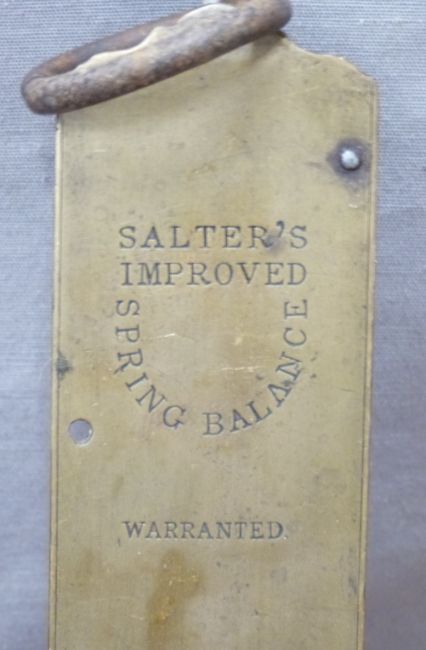 SALTER'S
IMPROVED
SPRING BALANCE
WARRANTED.